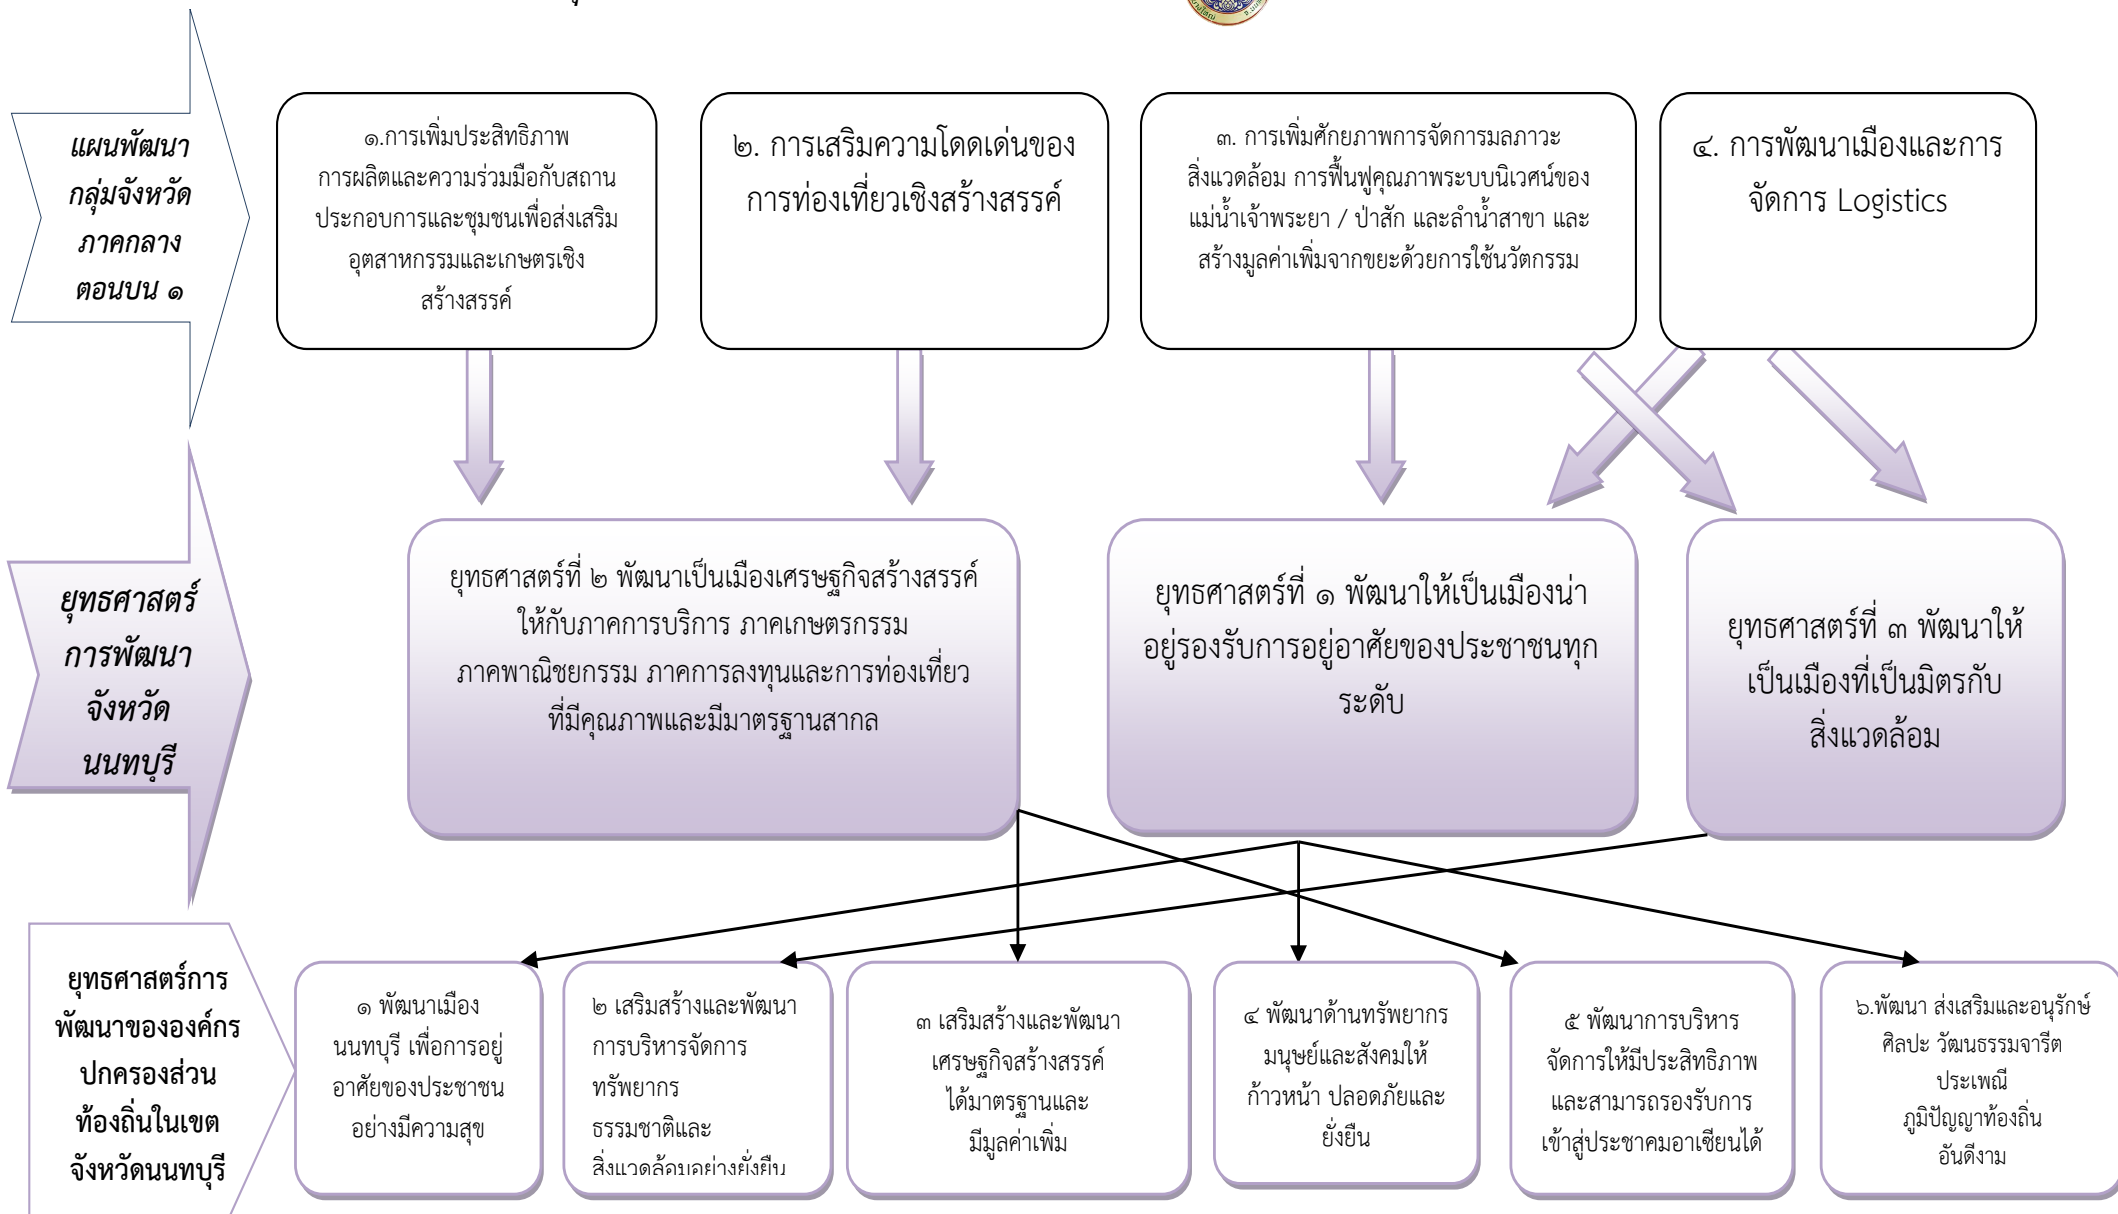 แผนพัฒนา
กลุ่มจังหวัด
ภาคกลาง
ตอนบน ๑
๑.การเพิ่มประสิทธิภาพ
การผลิตและความร่วมมือกับสถาน
ประกอบการและชุมชนเพื่อส่งเสริม
อุตสาหกรรมและเกษตรเชิง
สร้างสรรค์
๒. การเสริมความโดดเด่นของ
การท่องเที่ยวเชิงสร้างสรรค์
๓. การเพิ่มศักยภาพการจัดการมลภาวะ
สิ่งแวดล้อม การฟื้นฟูคุณภาพระบบนิเวศน์ของ
แม่น้ำเจ้าพระยา / ป่าสัก และลำน้ำสาขา และ
สร้างมูลค่าเพิ่มจากขยะด้วยการใช้นวัตกรรม
๔. การพัฒนาเมืองและการ
จัดการ Logistics
ยุทธศาสตร์
การพัฒนา
จังหวัด
นนทบุรี
ยุทธศาสตร์ที่ ๒ พัฒนาเป็นเมืองเศรษฐกิจสร้างสรรค์
ให้กับภาคการบริการ ภาคเกษตรกรรม
ภาคพาณิชยกรรม ภาคการลงทุนและการท่องเที่ยว
ที่มีคุณภาพและมีมาตรฐานสากล
ยุทธศาสตร์ที่ ๑ พัฒนาให้เป็นเมืองน่า
อยู่รองรับการอยู่อาศัยของประชาชนทุก
ระดับ
ยุทธศาสตร์ที่ ๓ พัฒนาให้
เป็นเมืองที่เป็นมิตรกับ
สิ่งแวดล้อม
ยุทธศาสตร์การ
พัฒนาขององค์กร
ปกครองส่วน
ท้องถิ่นในเขต
จังหวัดนนทบุรี
๑ พัฒนาเมือง
นนทบุรี เพื่อการอยู่
อาศัยของประชาชน
อย่างมีความสุข
๒ เสริมสร้างและพัฒนา
การบริหารจัดการ
ทรัพยากร
ธรรมชาติและ
สิ่งแวดล้อมอย่างยั่งยืน
๓ เสริมสร้างและพัฒนา
เศรษฐกิจสร้างสรรค์
ได้มาตรฐานและ
มีมูลค่าเพิ่ม
๔ พัฒนาด้านทรัพยากร
มนุษย์และสังคมให้
ก้าวหน้า ปลอดภัยและ
ยั่งยืน
๕ พัฒนาการบริหาร
จัดการให้มีประสิทธิภาพ
และสามารถรองรับการ
เข้าสู่ประชาคมอาเซียนได้
๖.พัฒนา ส่งเสริมและอนุรักษ์
ศิลปะ วัฒนธรรมจารีต
ประเพณี
ภูมิปัญญาท้องถิ่น
อันดีงาม